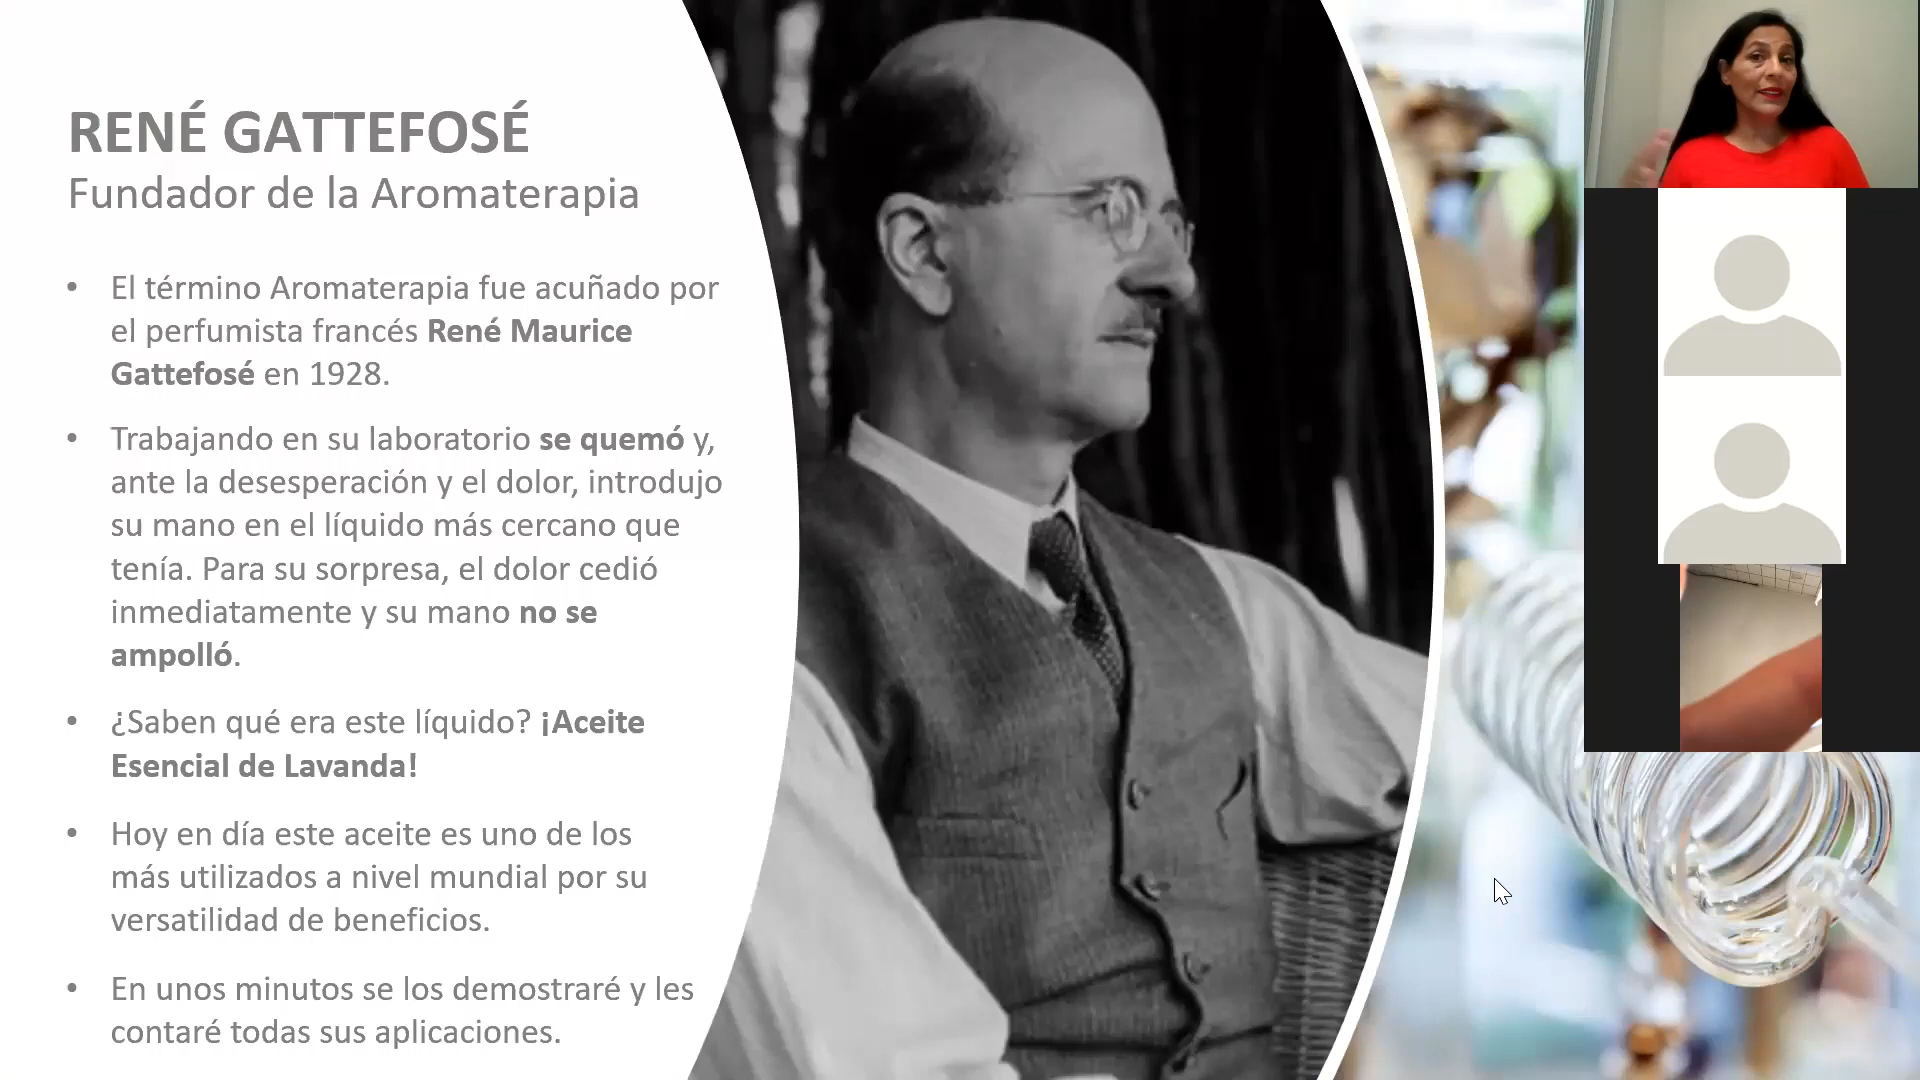 RENÉ GATTEFOSÉ
Fundador de la Aromaterapia
• El término Aromaterapia fue acuñado por
el perfumista francés René Maurice
Gattefosé en 1928.
• Trabajando en su laboratorio se quemó y,
ante la desesperación y el dolor, introdujo
su mano en el líquido más cercano que
tenía. Para su sorpresa, el dolor cedió
inmediatamente y su mano no se
ampolló.
• ¿Saben qué era este líquido? ¡Aceite
Esencial de Lavanda!
• Hoy en día este aceite es uno de los
más utilizados a nivel mundial por su
versatilidad de beneficios.
• En unos minutos se los demostraré y les
contaré todas sus aplicaciones.